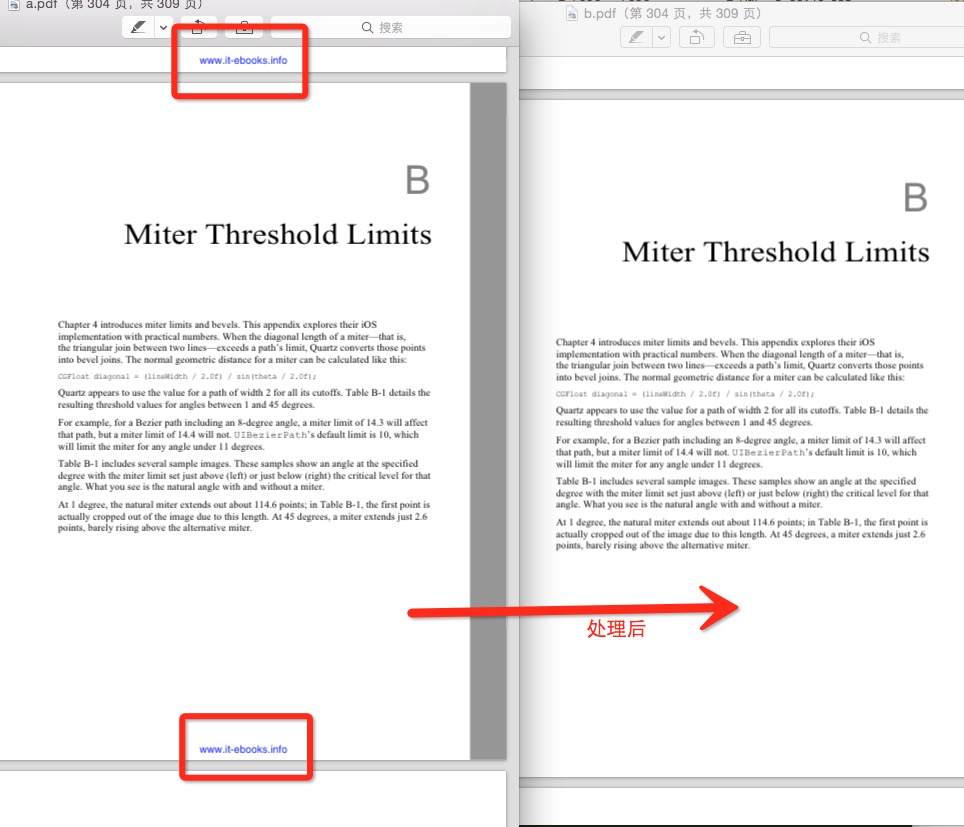 a.pdf（第 304 页，共 309 页）
搜索
www.it-ebooks.info
B
Miter Threshold Limits
Chapter 4 introduces miter limits and bevels. This appendix explores their iOS
implementation with practical numbers. When the diagonal length of a miter—that is,
the triangular join between two lines—exceeds a path's limit, Quartz converts those points
into bevel joins. The normal geometric distance for a miter can be calculated like this:
CGFloat diagonal = (lineWidth / 2.0f) / sin(theta / 2.0f);
Quartz appears to use the value for a path of width 2 for all its cutoffs. Table B-1 details the
resulting threshold values for angles between 1 and 45 degrees.
For example, for a Bezier path including an 8-degree angle, a miter limit of 14.3 will affect
that path, but a miter limit of 14.4 will not. UIBezierPath's default limit is 10, which
will limit the miter for any angle under 11 degrees.
Table B-1 includes several sample images. These samples show an angle at the specified
degree with the miter limit set just above (left) or just below (right) the critical level for that
angle. What you see is the natural angle with and without a miter.
At 1 degree, the natural miter extends out about 114.6 points; in Table B-1, the first point is
actually cropped out of the image due to this length. At 45 degrees, a miter extends just 2.6
points, barely rising above the alternative miter.
www.it-ebooks.info
处理后
b.pdf（第 304 页，共 309 页）
搜索
B
Miter Threshold Limits
Chapter 4 introduces miter limits and bevels. This appendix explores their iOS
implementation with practical numbers. When the diagonal length of a miter—that is,
the triangular join between two lines—exceeds a path's limit, Quartz converts those points
into bevel joins. The normal geometric distance for a miter can be calculated like this:
CGFloat diagonal = (lineWidth / 2.0f) / sin(theta / 2.0f);
Quartz appears to use the value for a path of width 2 for all its cutoffs. Table B-1 details the
resulting threshold values for angles between 1 and 45 degrees.
For example, for a Bezier path including an 8-degree angle, a miter limit of 14.3 will affect
that path, but a miter limit of 14.4 will not. UIBezierPath's default limit is 10, which
will limit the miter for any angle under 11 degrees.
Table B-1 includes several sample images. These samples show an angle at the specified
degree with the miter limit set just above (left) or just below (right) the critical level for that
angle. What you see is the natural angle with and without a miter.
At 1 degree, the natural miter extends out about 114.6 points; in Table B-1, the first point is
actually cropped out of the image due to this length. At 45 degrees, a miter extends just 2.6
points, barely rising above the alternative miter.